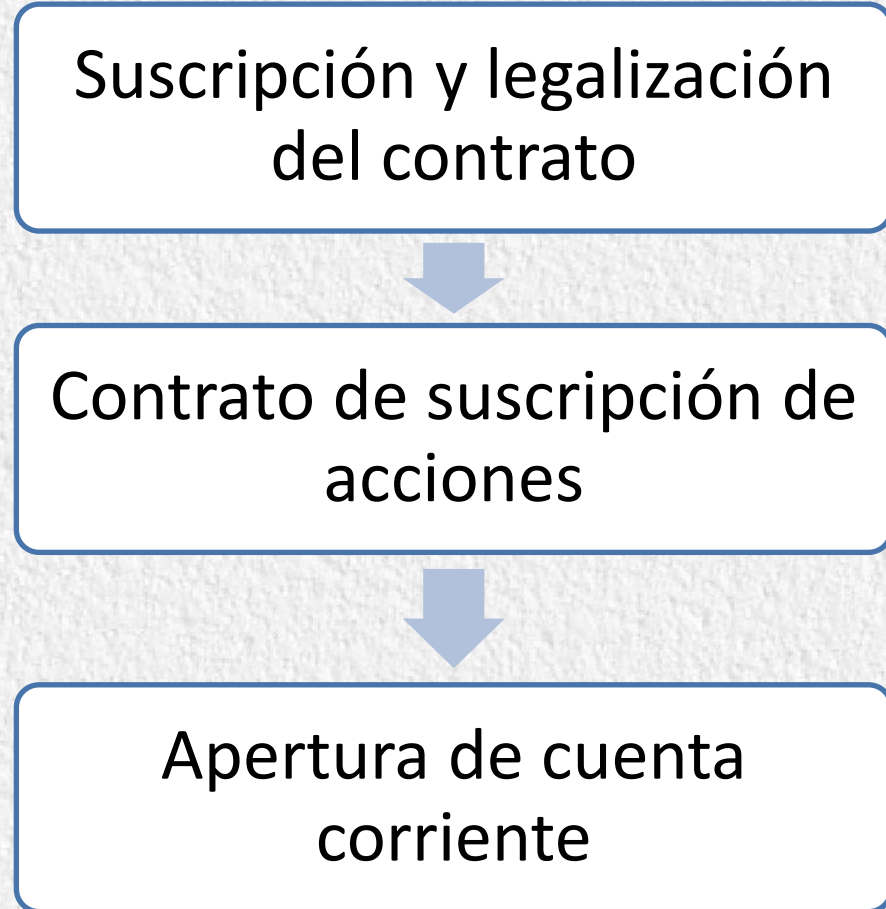 Suscripción y legalización
del contrato
Contrato de suscripción de
acciones
Apertura de cuenta
corriente